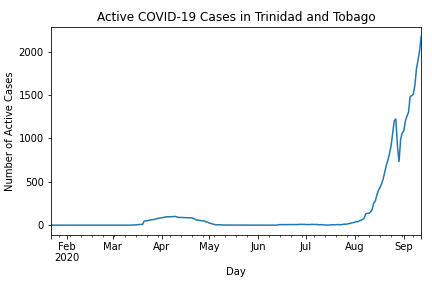 Active COVID-19 Cases in Trinidad and Tobago
Number of Active Cases
2000
1500
1000
500
0
Feb Mar Apr May Jun Jul Aug Sep
2020
Day